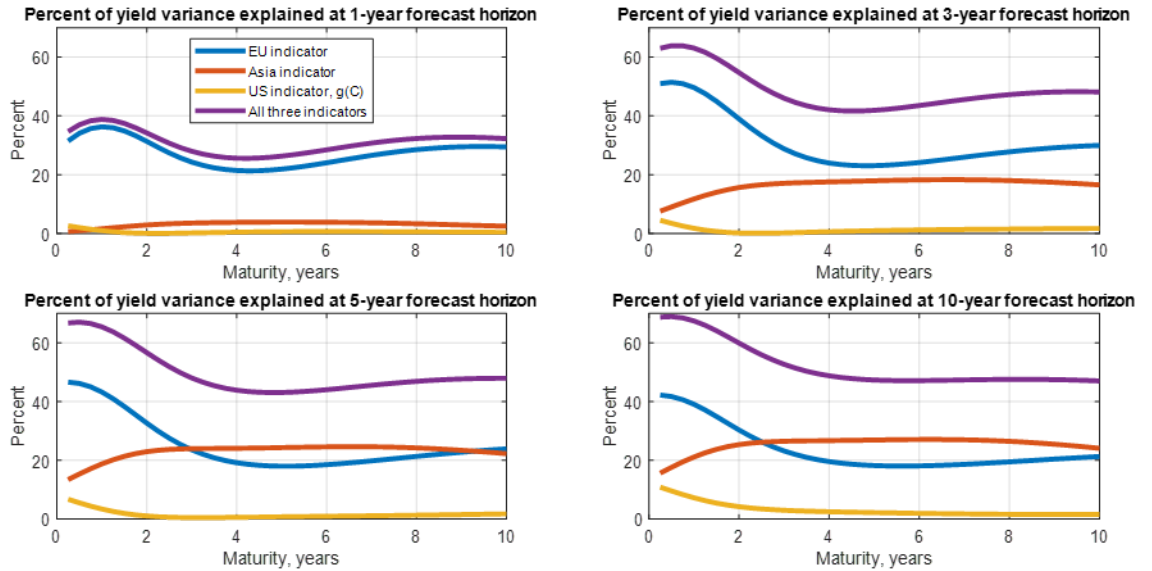 Percent of yield variance explained at 1-year forecast horizon
60
40
20
0
Percent
EU indicator
Asia indicator
US indicator, g(C)
All three indicators
0 2 4 6 8 10
Maturity, years
Percent of yield variance explained at 3-year forecast horizon
60
40
20
0
Percent
0 2 4 6 8 10
Maturity, years
Percent of yield variance explained at 5-year forecast horizon
60
40
20
0
Percent
0 2 4 6 8 10
Maturity, years
Percent of yield variance explained at 10-year forecast horizon
60
40
20
0
Percent
0 2 4 6 8 10
Maturity, years